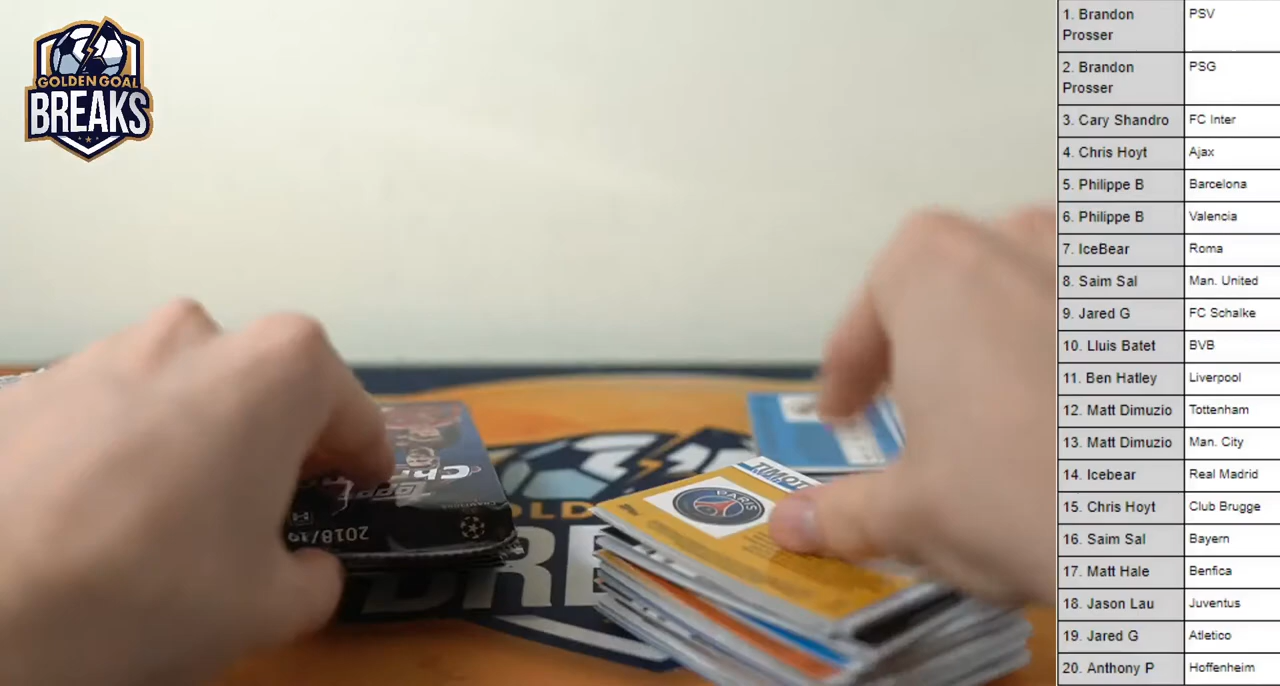 GOLDEN GOAL
BREAKS
1. Brandon Prosser PSV
2. Brandon Prosser PSG
3. Cary Shandro FC Inter
4. Chris Hoyt Ajax
5. Philippe B Barcelona
6. Philippe B Valencia
7. IceBear Roma
8. Saim Sal Man. United
9. Jared G FC Schalke
10. Lluis Batet BVB
11. Ben Hatley Liverpool
12. Matt Dimuzio Tottenham
13. Matt Dimuzio Man. City
14. Icebear Real Madrid
15. Chris Hoyt Club Brugge
16. Saim Sal Bayern
17. Matt Hale Benfica
18. Jason Lau Juventus
19. Jared G Atletico
20. Anthony P Hoffenheim
2018/19
PARIS